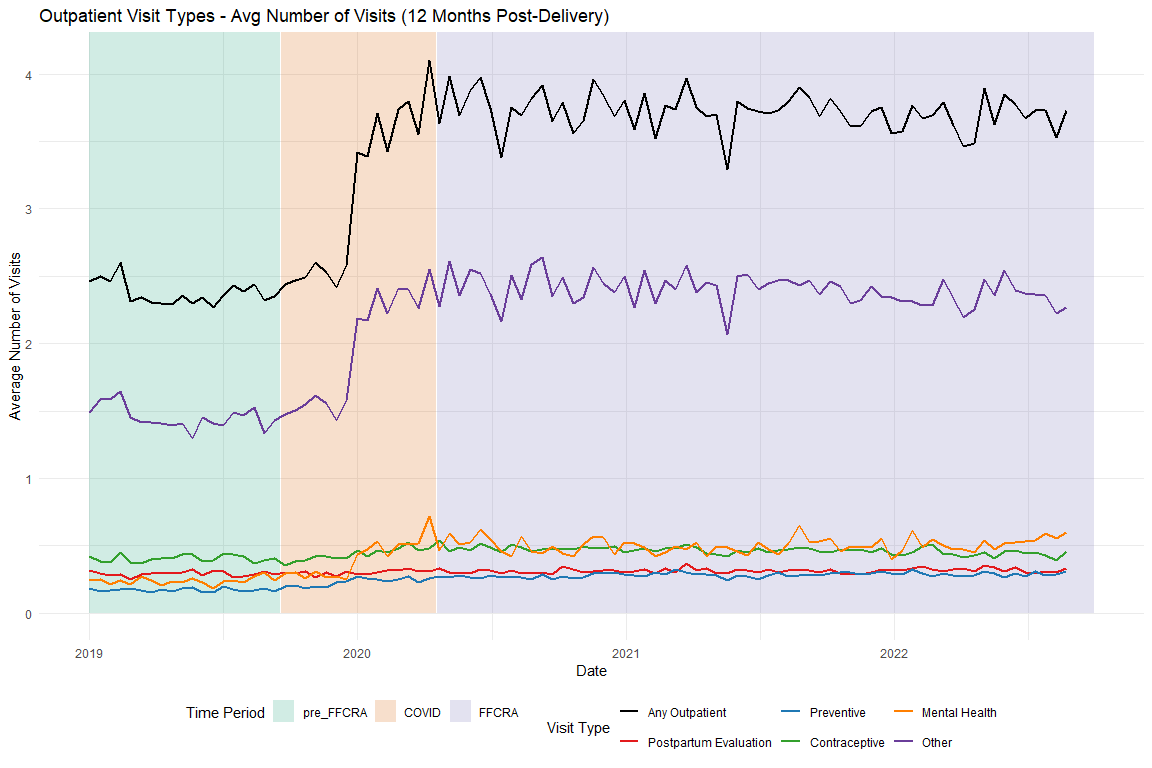 Outpatient Visit Types - Avg Number of Visits (12 Months Post-Delivery)
Average Number of Visits
4
3
2
1
0
2019
2020
2021
2022
Date
Time Period
pre_FFCRA
COVID
FFCRA
Visit Type
Any Outpatient
Preventive
Mental Health
Postpartum Evaluation
Contraceptive
Other